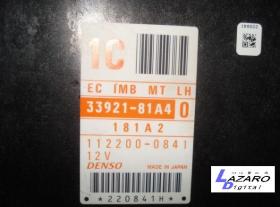 1C
EC IMB MT LH
33921-81A4 0
181A2
112200-0841
12V
DENSO MADE IN JAPAN
*220841H*
LAZARO
Digital